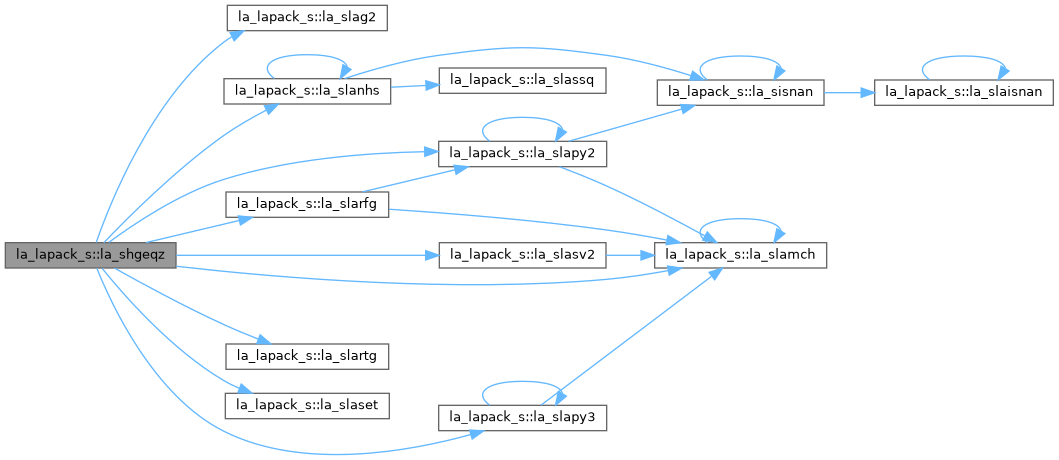 la_lapack_s::la_slag2
la_lapack_s::la_slanhs
la_lapack_s::la_slassq
la_lapack_s::la_sisnan
la_lapack_s::la_slaisnan
la_lapack_s::la_slapy2
la_lapack_s::la_slarfg
la_lapack_s::la_shgeqz
la_lapack_s::la_slasv2
la_lapack_s::la_slamch
la_lapack_s::la_slartg
la_lapack_s::la_slaset
la_lapack_s::la_slapy3